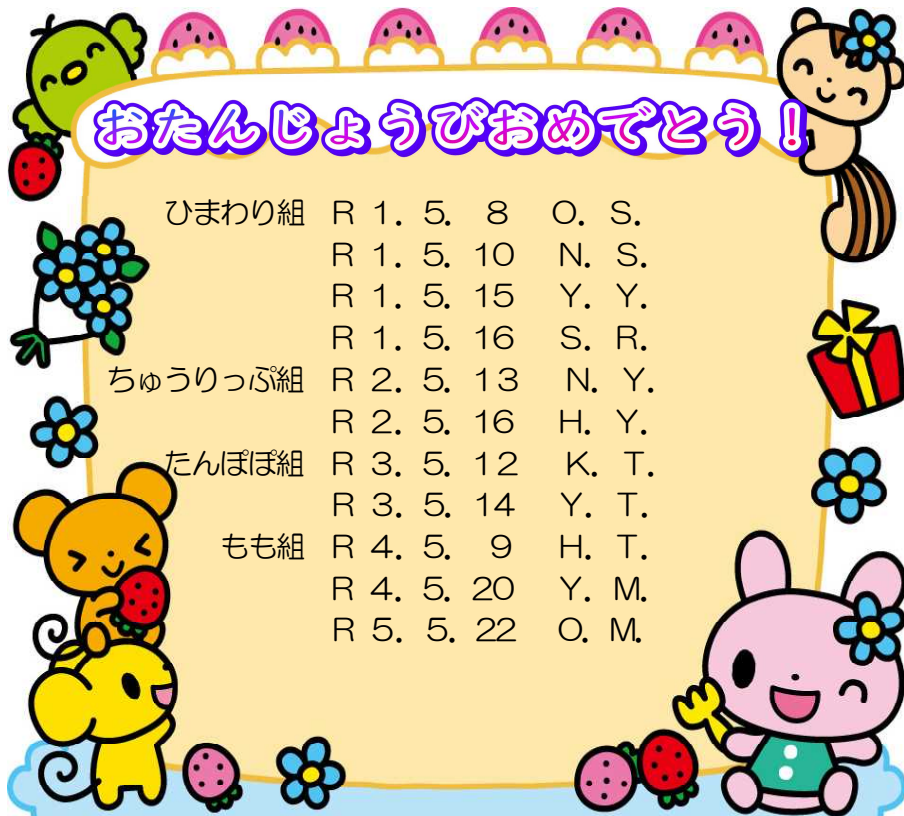 おたんじょうびおめでとう！
ひまわり組 R 1. 5. 8 O. S.
R 1. 5. 10 N. S.
R 1. 5. 15 Y. Y.
R 1. 5. 16 S. R.
ちゅうりっぷ組 R 2. 5. 13 N. Y.
R 2. 5. 16 H. Y.
たんぽぽ組 R 3. 5. 12 K. T.
R 3. 5. 14 Y. T.
もも組 R 4. 5. 9 H. T.
R 4. 5. 20 Y. M.
R 5. 5. 22 O. M.